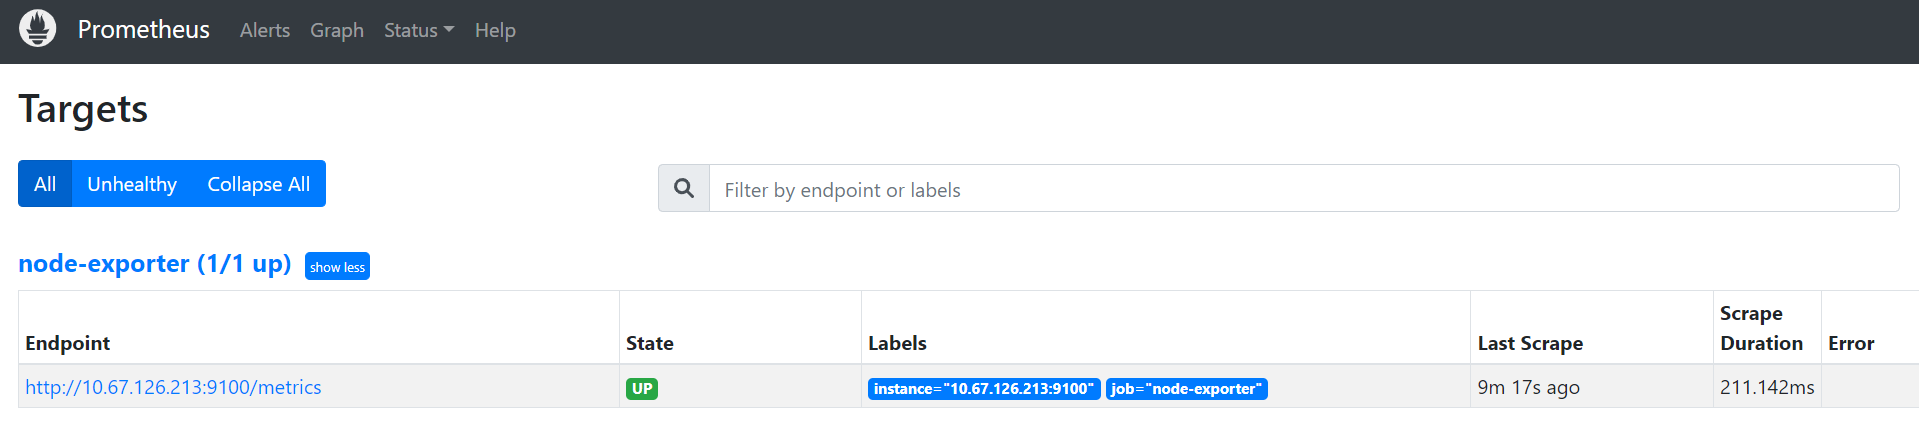 Prometheus Alerts Graph Status Help
Targets
All Unhealthy Collapse All
Filter by endpoint or labels
node-exporter (1/1 up) show less
Endpoint State Labels Last Scrape Scrape Duration Error
http://10.67.126.213:9100/metrics UP instance="10.67.126.213:9100" job="node-exporter" 9m 17s ago 211.142ms